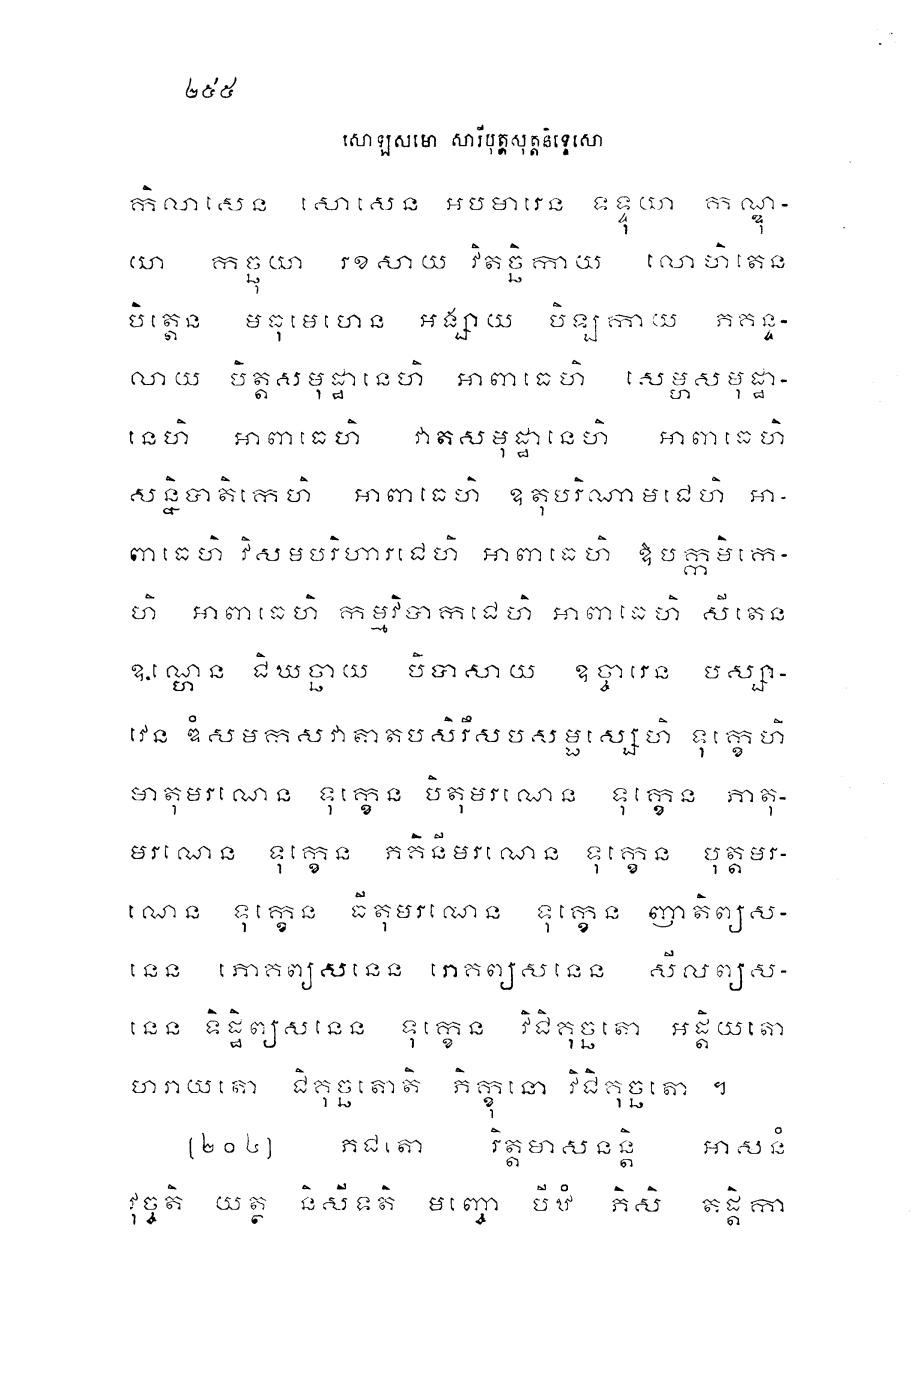 ២៥៥
សោឡសមោ សារីបុត្តសុត្តនិទ្ទេសោ
កិលាសេន សោសេន អបមារេន ទទ្ទុយា កណ្ឌុ-
យា កច្ឆុយា រខសាយ វិតច្ឆិកាយ លោហិតេន
បិត្តេន មធុមេហេន អង្សាយ បិឡកាយ ភគន្ទ-
លាយ បិត្តសមុដ្ឋានេហិ អាពាធេហិ សេម្ហសមុដ្ឋា-
នេហិ អាពាធេហិ វាតសមុដ្ឋានេហិ អាពាធេហិ
សន្និបាតិកេហិ អាពាធេហិ ឧតុបរិណាមជេហិ អា-
ពាធេហិ វិសមបរិហារជេហិ អាពាធេហិ ឱបក្កមិកេ-
ហិ អាពាធេហិ កម្មវិបាកជេហិ អាពាធេហិ សីតេន
ឧណ្ហេន ជិឃច្ឆាយ បិបាសាយ ឧច្ចារេន បស្សា-
វេន ឌំសមកសវាតាតបសិរឹសបសម្ផស្សេហិ ទុក្ខេហិ
មាតុមរណេន ទុក្ខេន បិតុមរណេន ទុក្ខេន ភាតុ-
មរណេន ទុក្ខេន ភគិនីមរណេន ទុក្ខេន បុត្តមរ-
ណេន ទុក្ខេន ធីតុមរណេន ទុក្ខេន ញាតិព្យស-
នេន ភោគព្យសនេន រោគព្យសនេន សីលព្យស-
នេន ទិដ្ឋិព្យសនេន ទុក្ខេន វិជិគុច្ឆតោ អដ្តិយតោ
ហរាយតោ ជិគុច្ឆតោតិ ភិក្ខុនោ វិជិគុច្ឆតោ ។
(២០៤) ភជតោ រិត្តមាសនន្តិ អាសនំ
វុច្ចតិ យត្ថ និសីទតិ មញ្ចោ បីឋំ ភិសិ តដ្តិកា